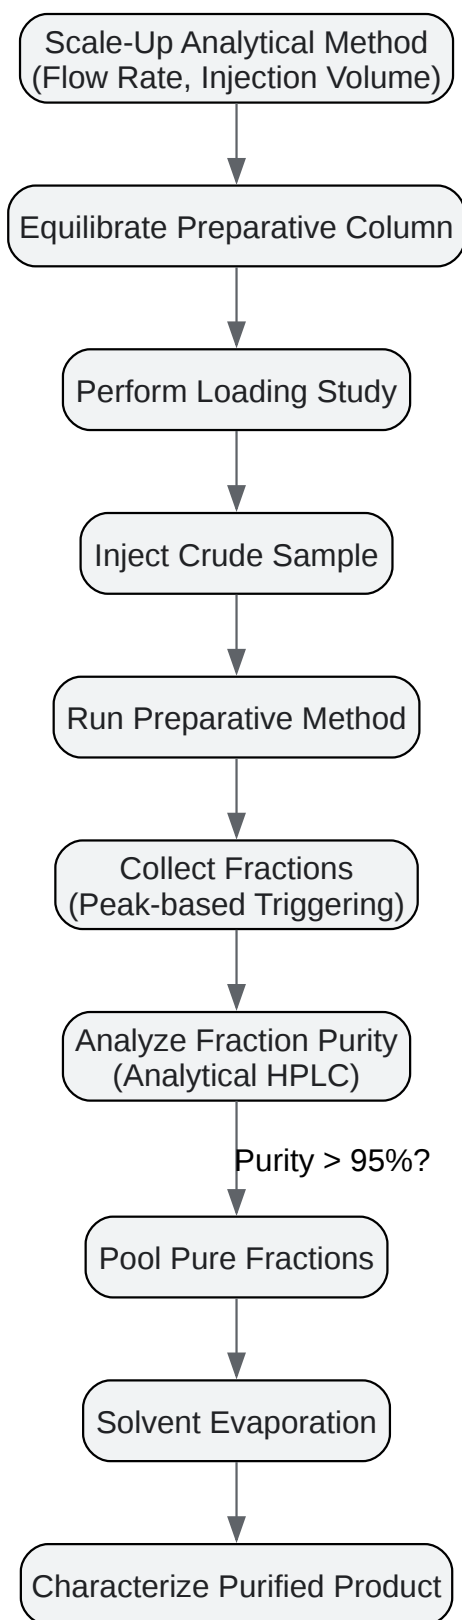 Scale-Up Analytical Method
(Flow Rate, Injection Volume)
Equilibrate Preparative Column
Perform Loading Study
Inject Crude Sample
Run Preparative Method
Collect Fractions
(Peak-based Triggering)
Analyze Fraction Purity
(Analytical HPLC)
Purity > 95%?
Pool Pure Fractions
Solvent Evaporation
Characterize Purified Product